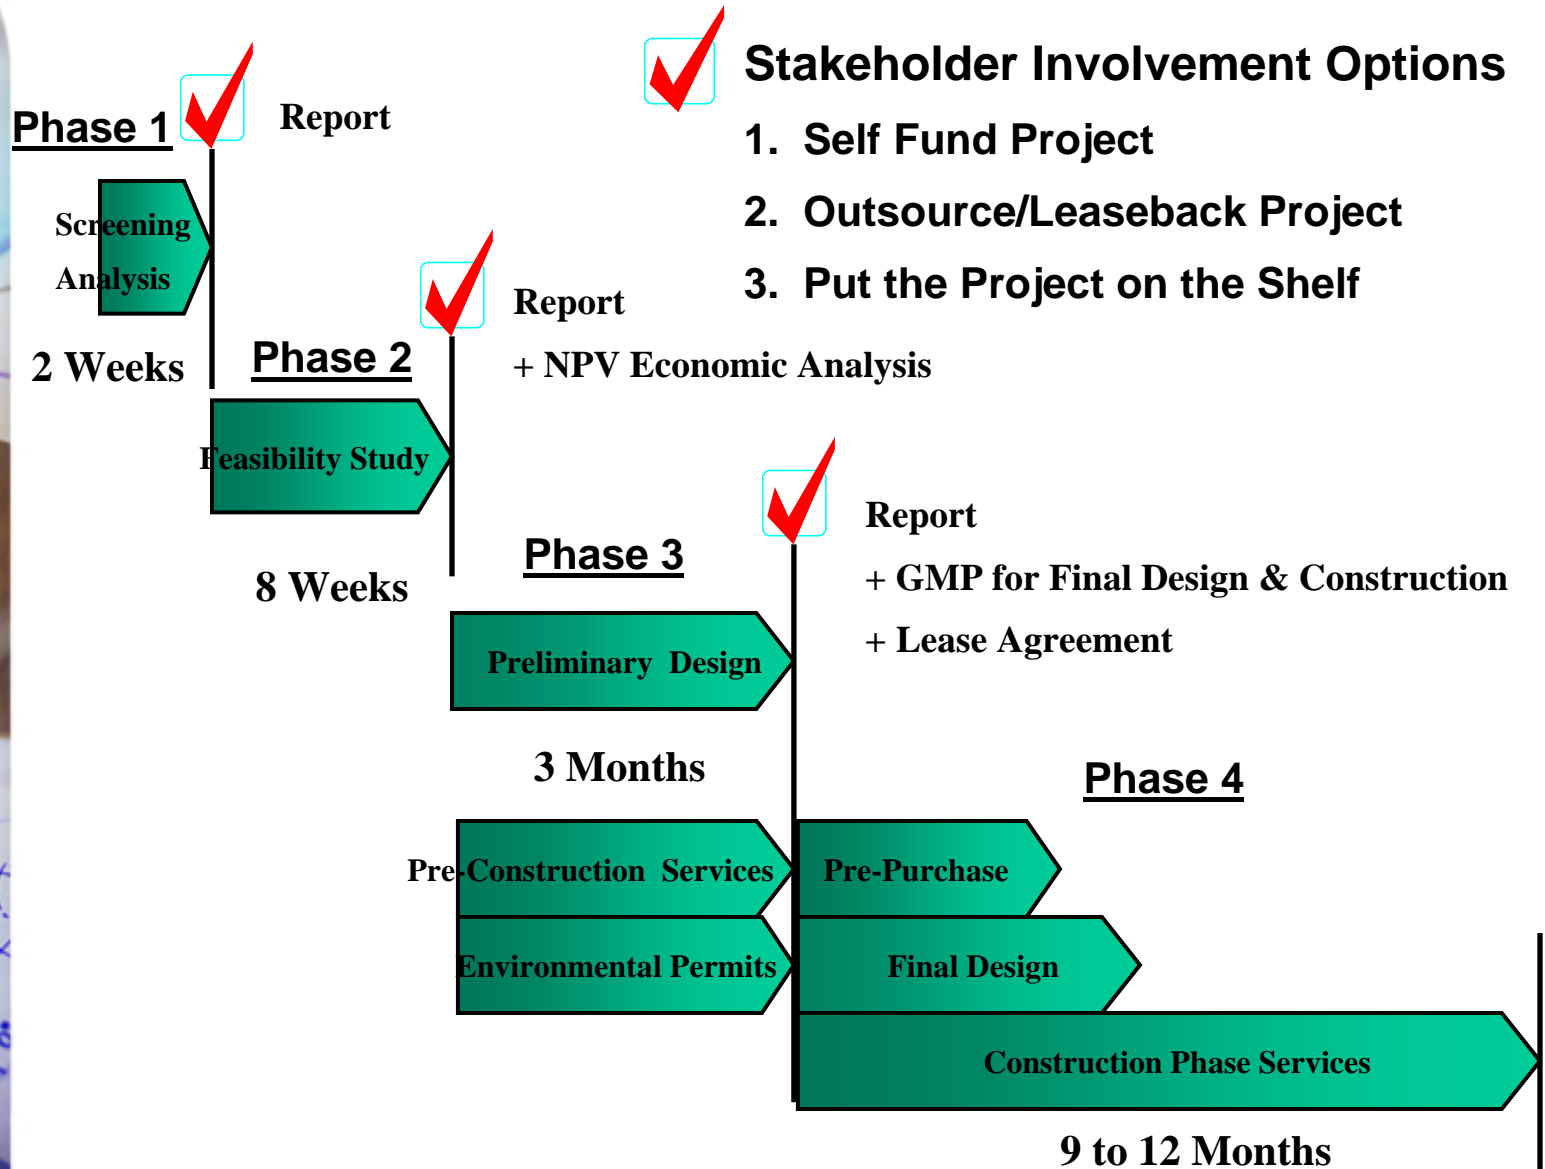 Stakeholder Involvement Options
1. Self Fund Project
2. Outsource/Leaseback Project
3. Put the Project on the Shelf
Phase 1
Report
Screening
Analysis
2 Weeks
Phase 2
Report
+ NPV Economic Analysis
Feasibility Study
8 Weeks
Phase 3
Report
+ GMP for Final Design & Construction
+ Lease Agreement
Preliminary Design
3 Months
Phase 4
Pre-Construction Services
Pre-Purchase
Environmental Permits
Final Design
Construction Phase Services
9 to 12 Months